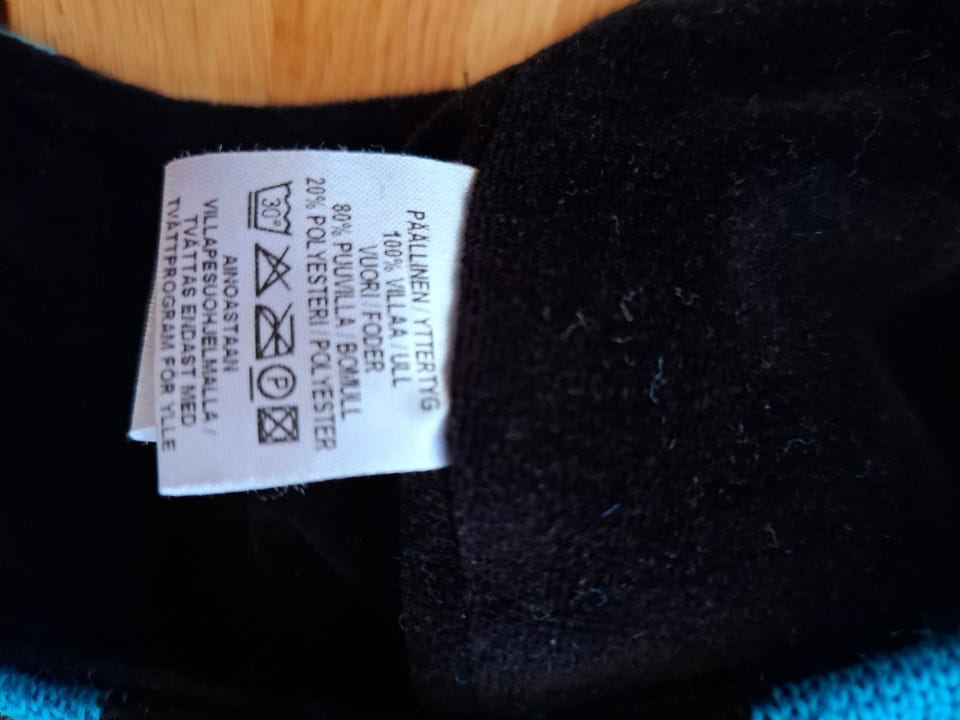 PÄÄLLINEN / YTTERTYG
100% VILLAA / ULL
VUORI / FODER
80% PUUVILLA / BOMULL
20% POLYESTERI / POLYESTER
30° P
AINOASTAAN
VILLAPESUOHJELMALLA /
TVÄTTAS ENDAST MED
TVÄTTPROGRAM FÖR YLLE